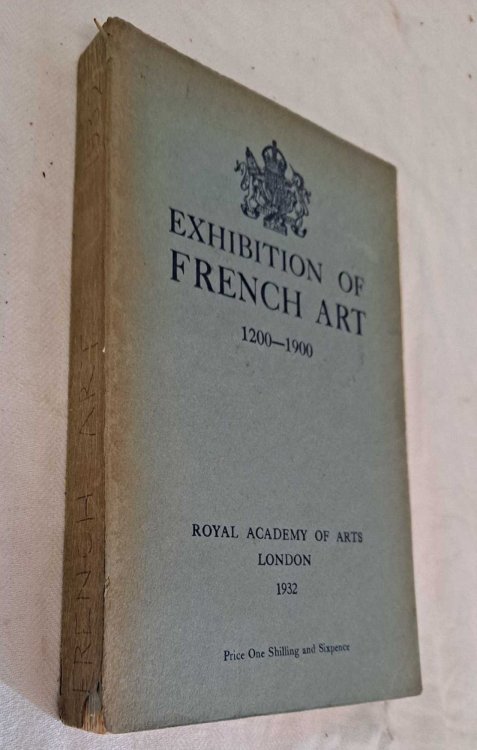 EXHIBITION OF
FRENCH ART
1200—1900
ROYAL ACADEMY OF ARTS
LONDON
1932
Price One Shilling and Sixpence
FRENCH ART